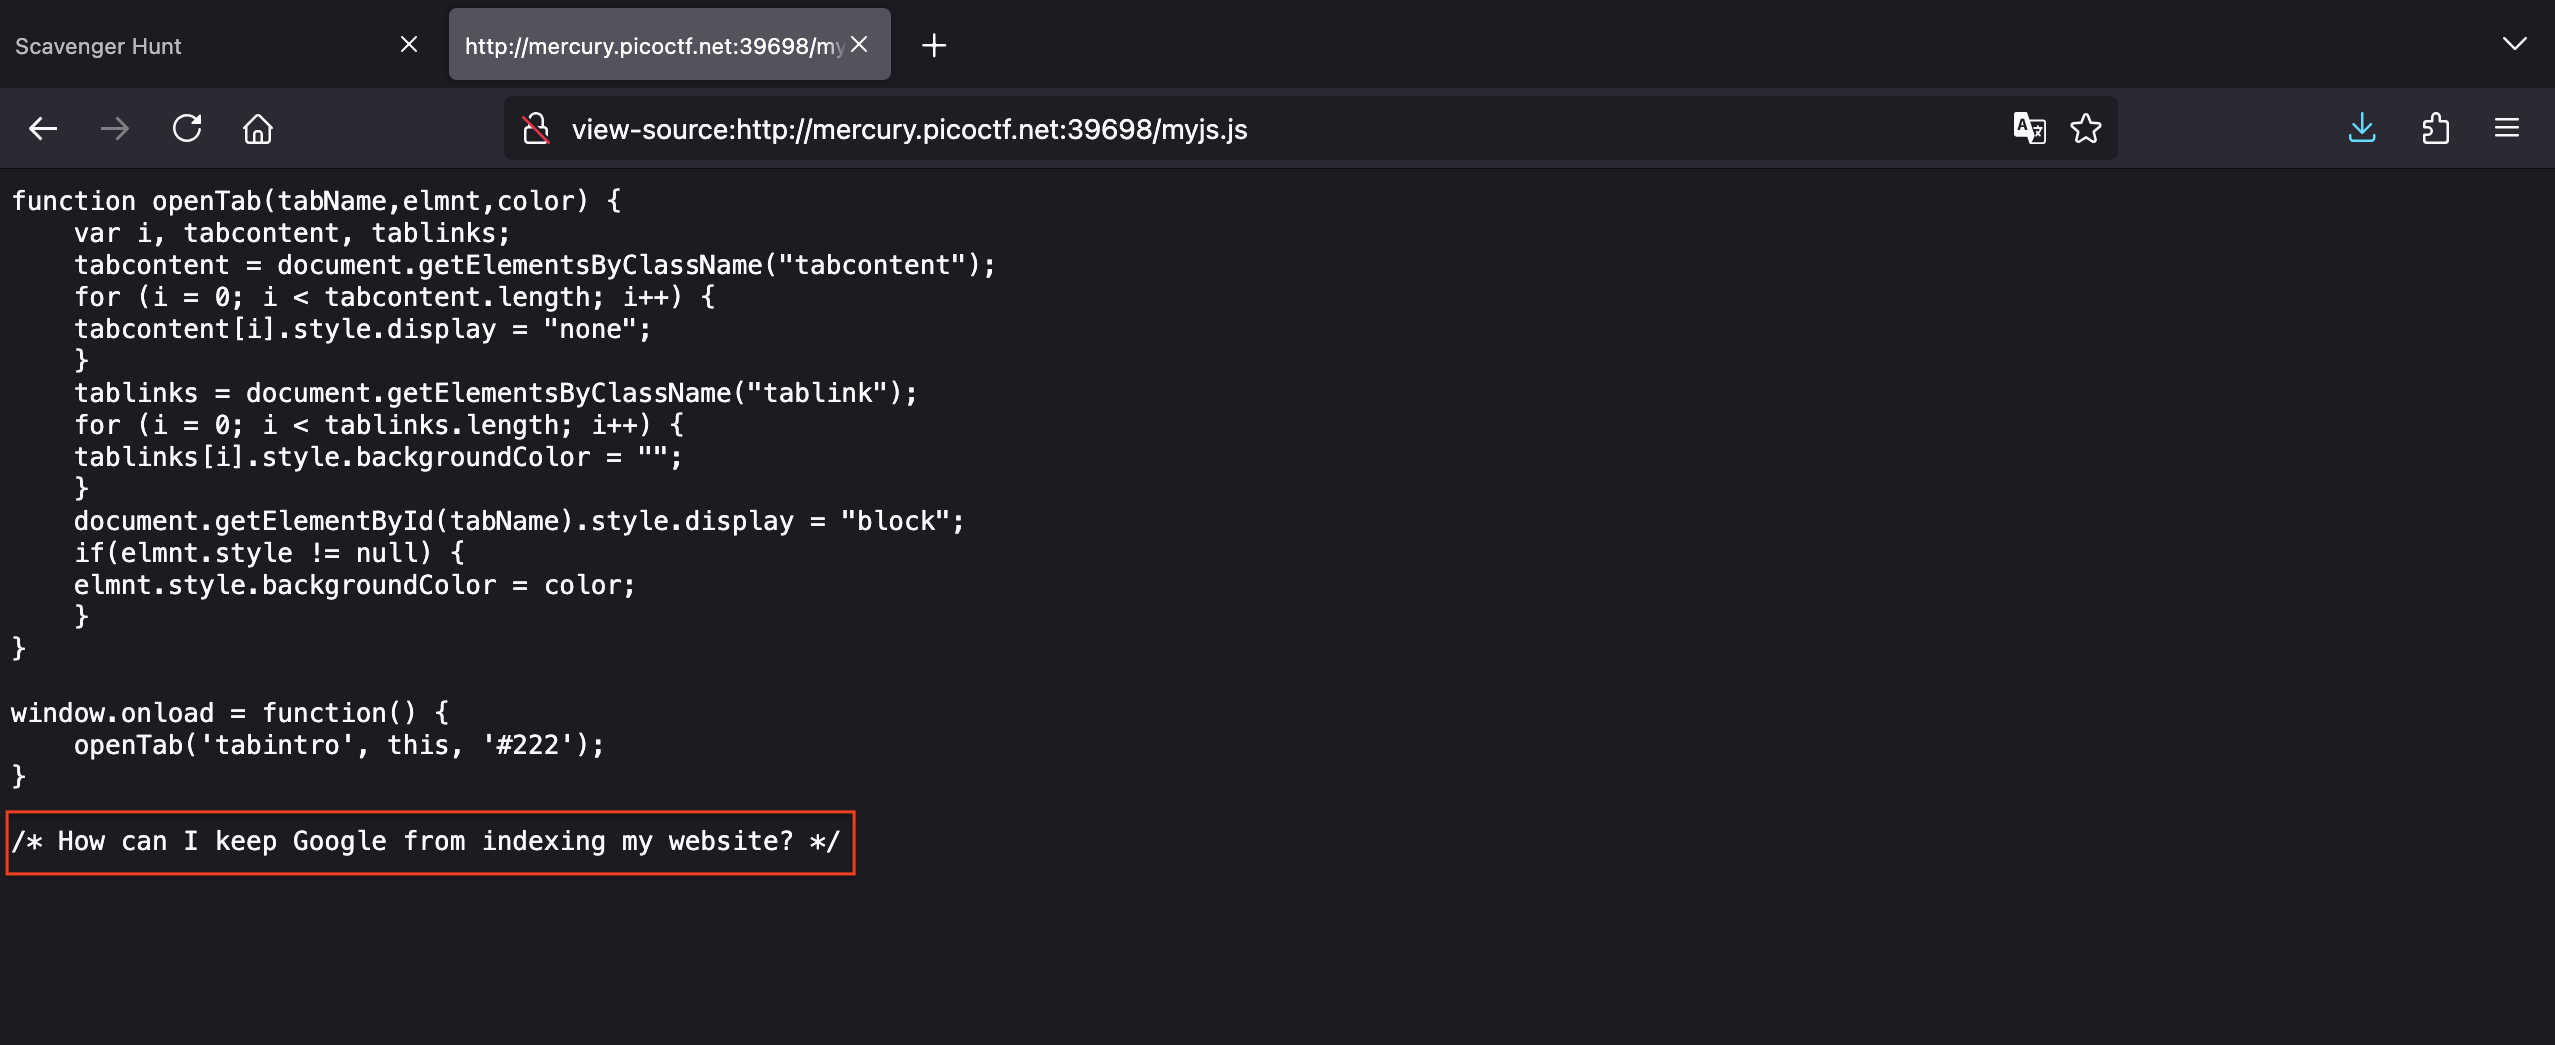 Scavenger Hunt
http://mercury.picoctf.net:39698/my
view-source:http://mercury.picoctf.net:39698/myjs.js
function openTab(tabName,elmnt,color) {
    var i, tabcontent, tablinks;
    tabcontent = document.getElementsByClassName("tabcontent");
    for (i = 0; i < tabcontent.length; i++) {
    tabcontent[i].style.display = "none";
    }
    tablinks = document.getElementsByClassName("tablink");
    for (i = 0; i < tablinks.length; i++) {
    tablinks[i].style.backgroundColor = "";
    }
    document.getElementById(tabName).style.display = "block";
    if(elmnt.style != null) {
    elmnt.style.backgroundColor = color;
    }
}
window.onload = function() {
    openTab('tabintro', this, '#222');
}
/* How can I keep Google from indexing my website? */